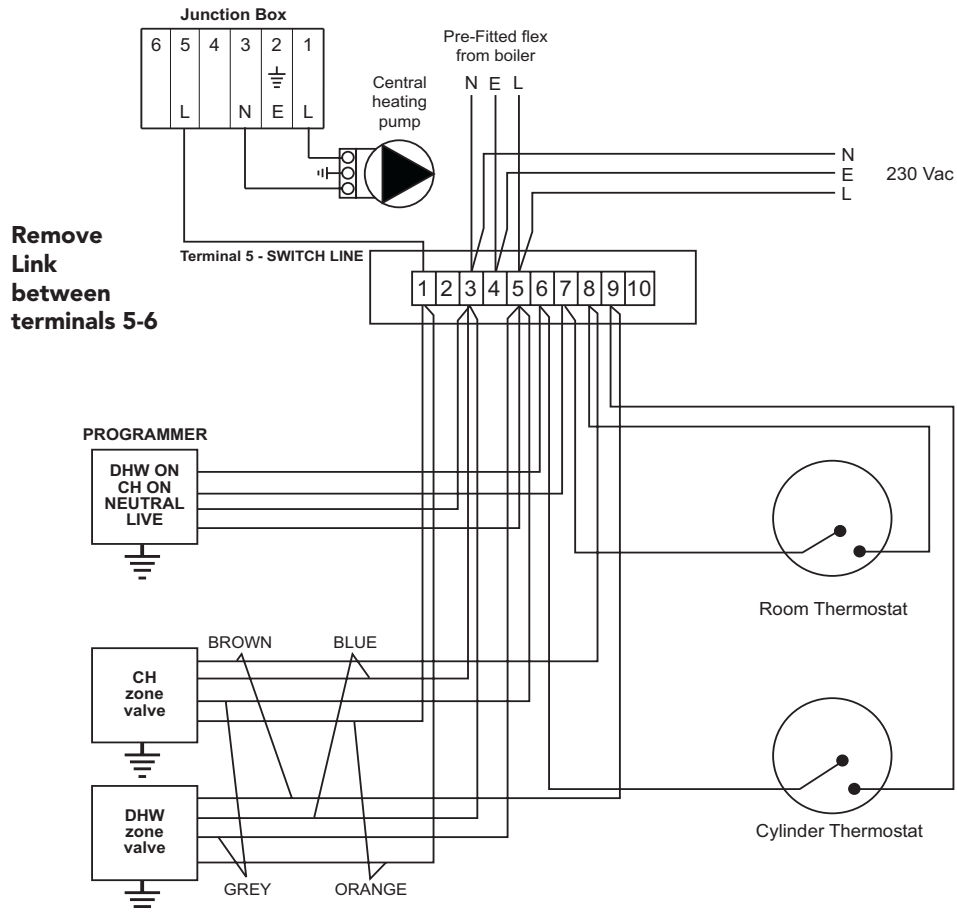 Junction Box
6 5 4 3 2 1
L N E L
Central
heating
pump
Pre-Fitted flex
from boiler
N E L
N
E
L
230 Vac
Remove
Link
between
terminals 5-6
Terminal 5 - SWITCH LINE
1 2 3 4 5 6 7 8 9 10
PROGRAMMER
DHW ON
CH ON
NEUTRAL
LIVE
Room Thermostat
BROWN BLUE
CH
zone
valve
DHW
zone
valve
Cylinder Thermostat
GREY ORANGE